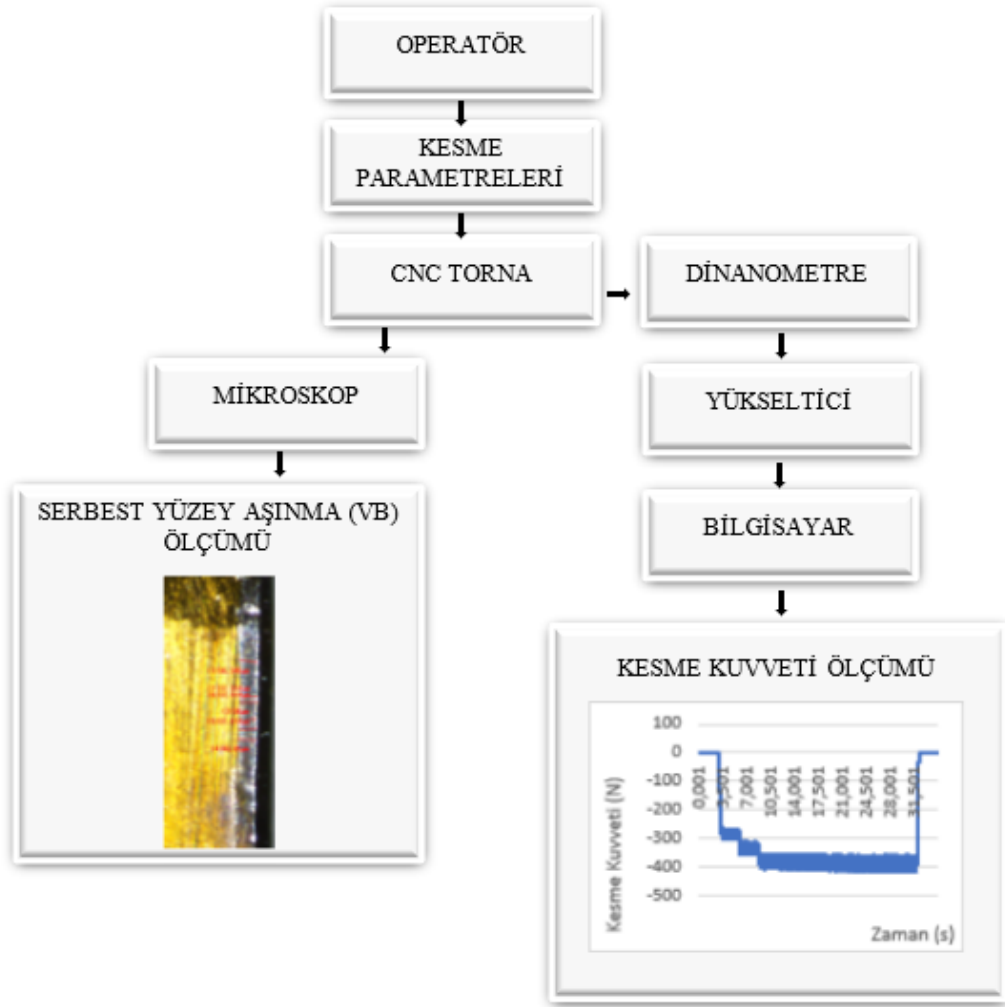 OPERATÖR
KESME
PARAMETRELERİ
CNC TORNA
DİNANOMETRE
MİKROSKOP
YÜKSELTİCİ
SERBEST YÜZEY AŞINMA (VB)
ÖLÇÜMÜ
BİLGİSAYAR
KESME KUVVETİ ÖLÇÜMÜ
Kesme Kuvveti (N)
100
0
-100
-200
-300
-400
-500
0,001
3,501
7,001
10,501
14,001
17,501
21,001
24,501
28,001
31,501
Zaman (s)